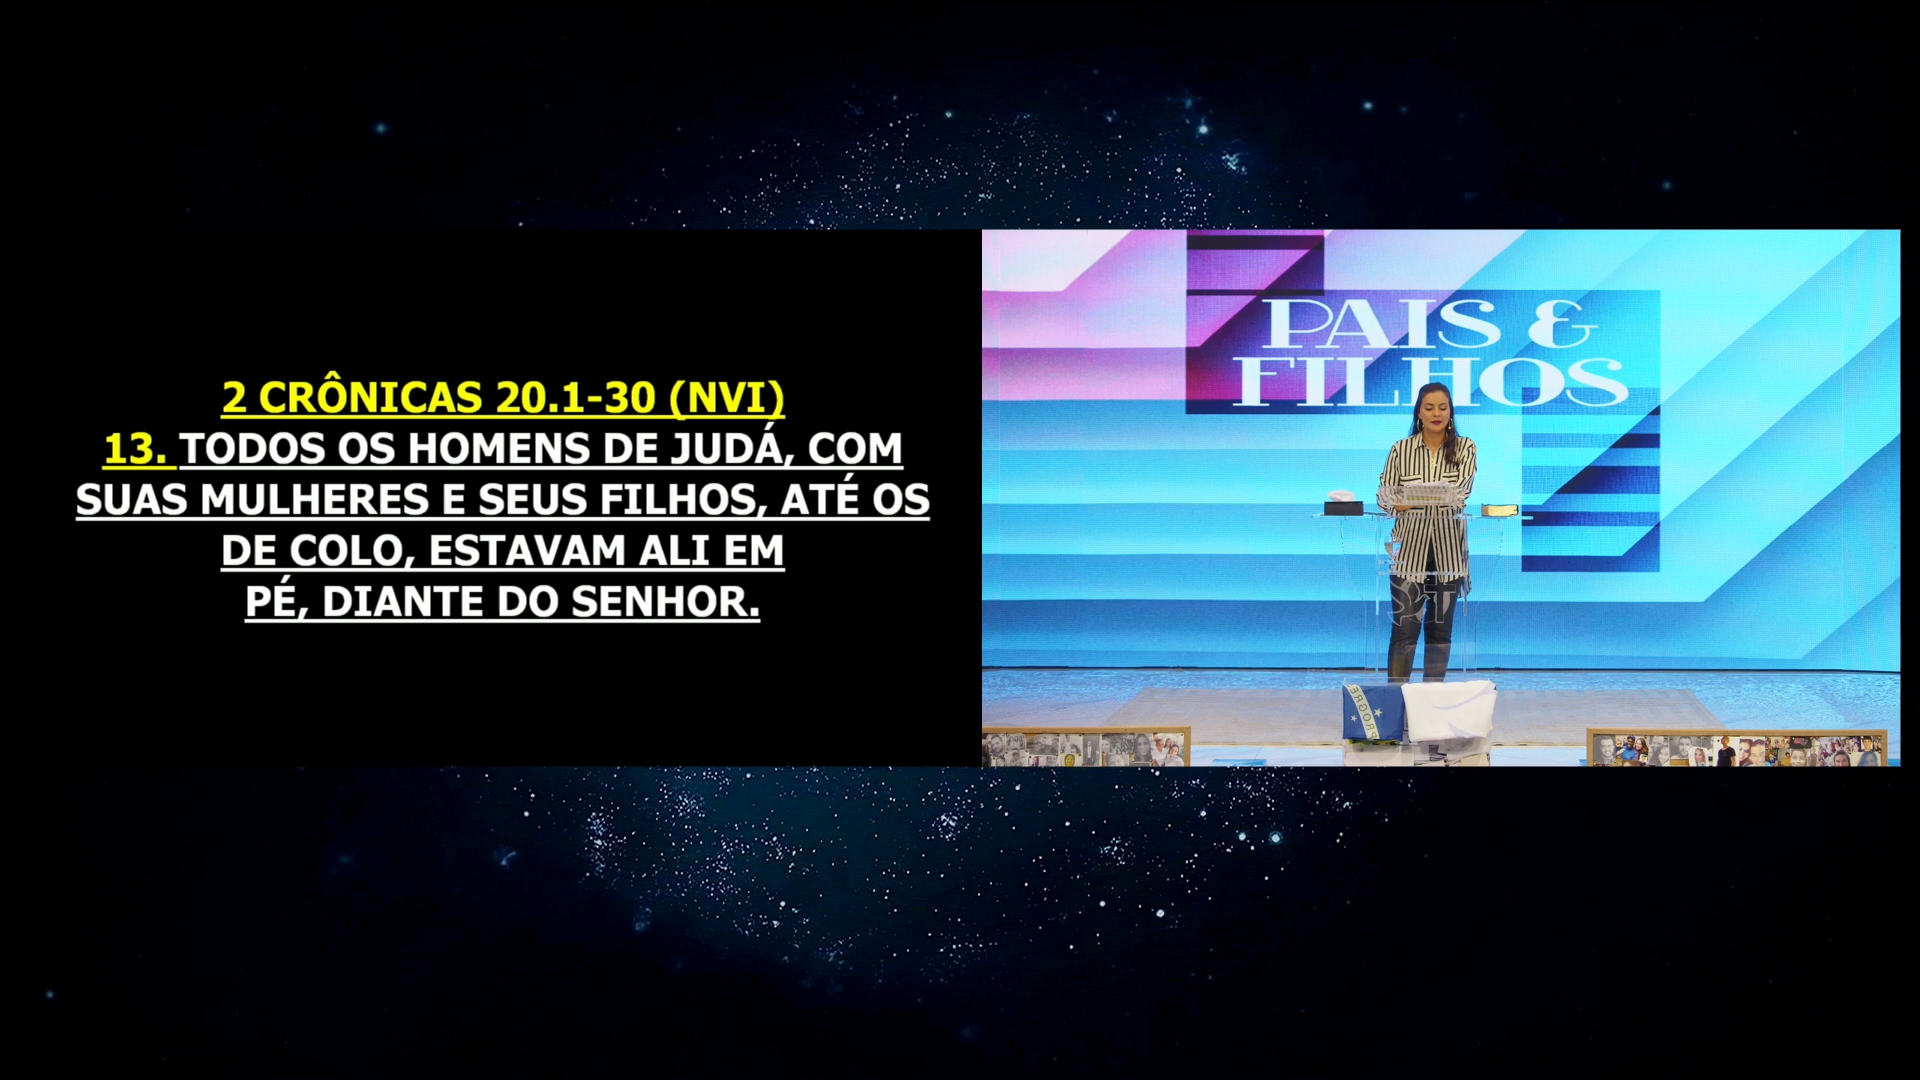 2 CRÔNICAS 20.1-30 (NVI)
13. TODOS OS HOMENS DE JUDÁ, COM
SUAS MULHERES E SEUS FILHOS, ATÉ OS
DE COLO, ESTAVAM ALI EM
PÉ, DIANTE DO SENHOR.
PAIS &
FILHOS
PROGRE